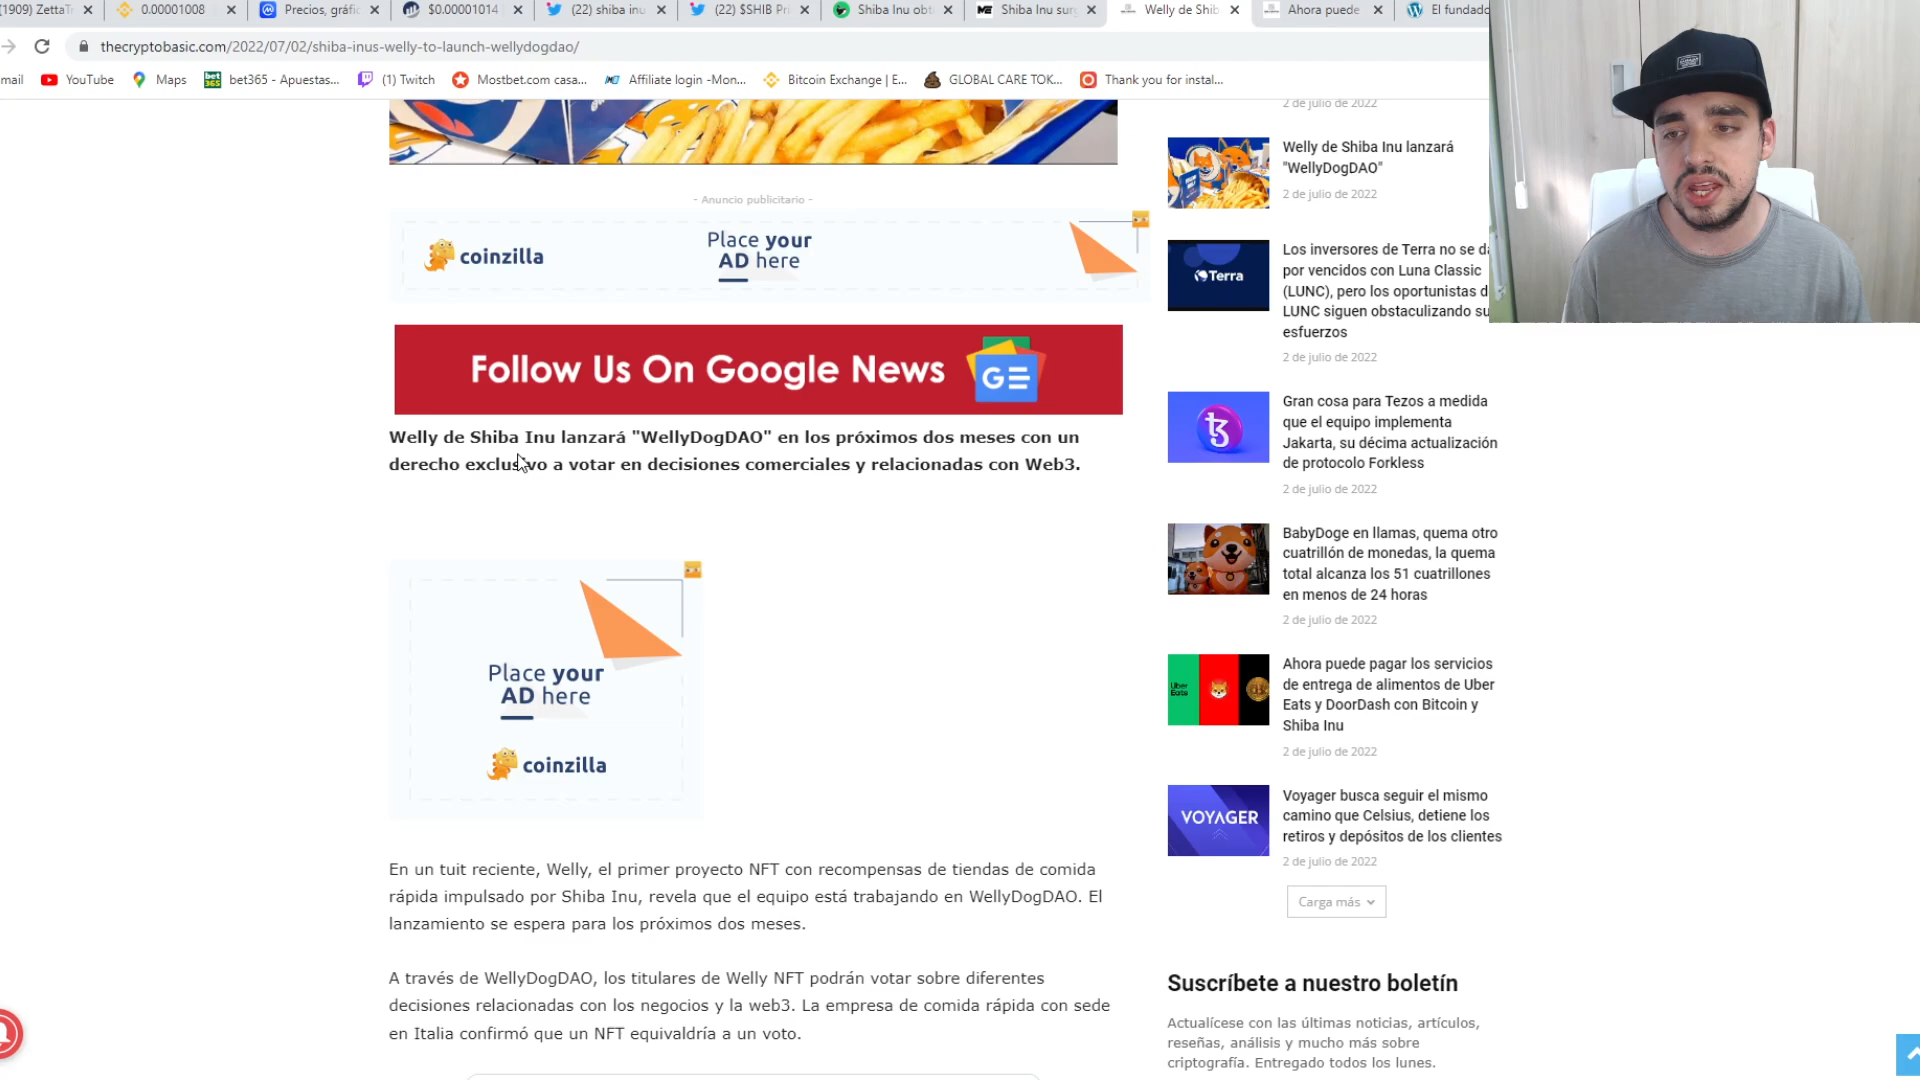 (1909) ZettaTr
0.00001008
Precios, gráfic
$0.00001014
(22) shiba inu
(22) $SHIB Pri
Shiba Inu obt
Shiba Inu sur
Welly de Shib
Ahora puede
El fundado
thecryptobasic.com/2022/07/02/shiba-inus-welly-to-launch-wellydogdao/
mail
YouTube
Maps
bet365 - Apuestas...
(1) Twitch
Mostbet.com casa...
Affiliate login -Mon...
Bitcoin Exchange | E...
GLOBAL CARE TOK...
Thank you for instal...
- Anuncio publicitario -
coinzilla
Place your
AD here
Follow Us On Google News
GE
Welly de Shiba Inu lanzará "WellyDogDAO" en los próximos dos meses con un
derecho exclusivo a votar en decisiones comerciales y relacionadas con Web3.
Place your
AD here
coinzilla
En un tuit reciente, Welly, el primer proyecto NFT con recompensas de tiendas de comida
rápida impulsado por Shiba Inu, revela que el equipo está trabajando en WellyDogDAO. El
lanzamiento se espera para los próximos dos meses.
A través de WellyDogDAO, los titulares de Welly NFT podrán votar sobre diferentes
decisiones relacionadas con los negocios y la web3. La empresa de comida rápida con sede
en Italia confirmó que un NFT equivaldría a un voto.
2 de julio de 2022
Welly de Shiba Inu lanzará
"WellyDogDAO"
2 de julio de 2022
Terra
Los inversores de Terra no se da
por vencidos con Luna Classic
(LUNC), pero los oportunistas d
LUNC siguen obstaculizando su
esfuerzos
2 de julio de 2022
Gran cosa para Tezos a medida
que el equipo implementa
Jakarta, su décima actualización
de protocolo Forkless
2 de julio de 2022
BabyDoge en llamas, quema otro
cuatrillón de monedas, la quema
total alcanza los 51 cuatrillones
en menos de 24 horas
2 de julio de 2022
Uber
Eats
Ahora puede pagar los servicios
de entrega de alimentos de Uber
Eats y DoorDash con Bitcoin y
Shiba Inu
2 de julio de 2022
VOYAGER
Voyager busca seguir el mismo
camino que Celsius, detiene los
retiros y depósitos de los clientes
2 de julio de 2022
Carga más
Suscríbete a nuestro boletín
Actualícese con las últimas noticias, artículos,
reseñas, análisis y mucho más sobre
criptografía. Entregado todos los lunes.